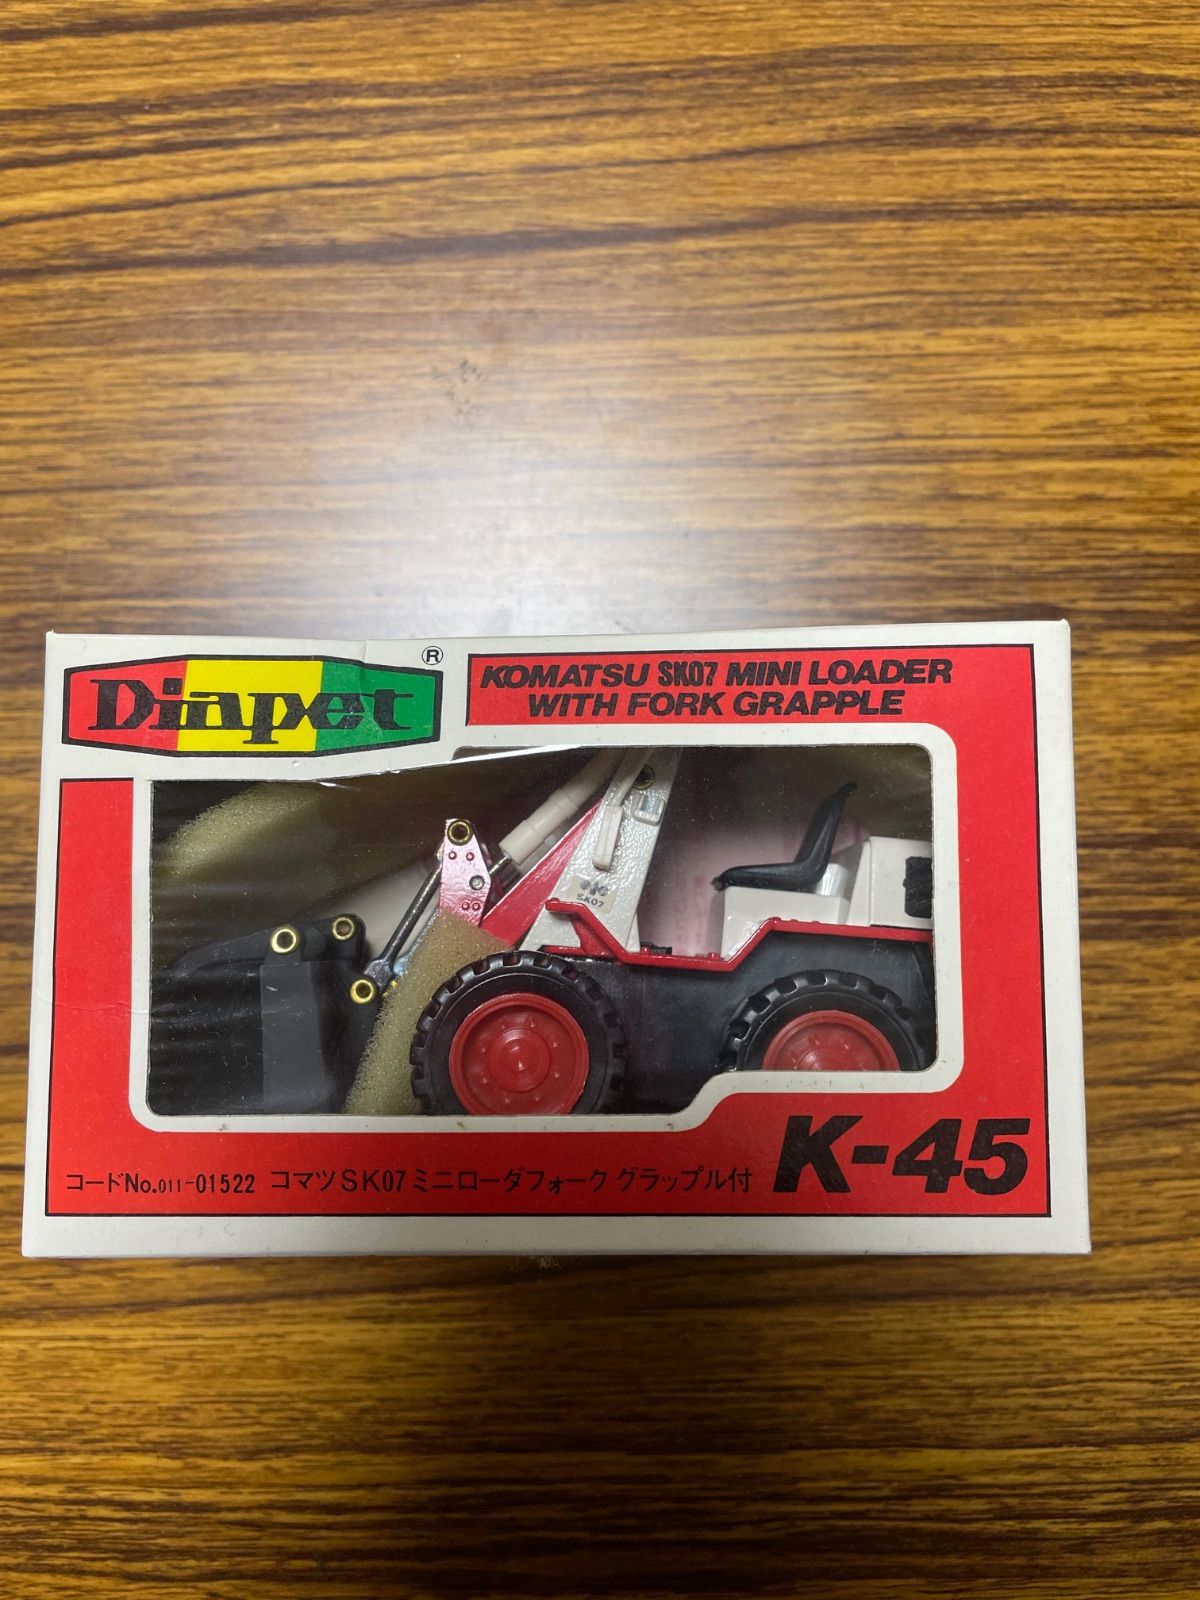 Diapet ®
KOMATSU SK07 MINI LOADER
WITH FORK GRAPPLE
SK07
コードNo.011-01522 コマツSK07 ミニローダフォーク グラップル付
K-45